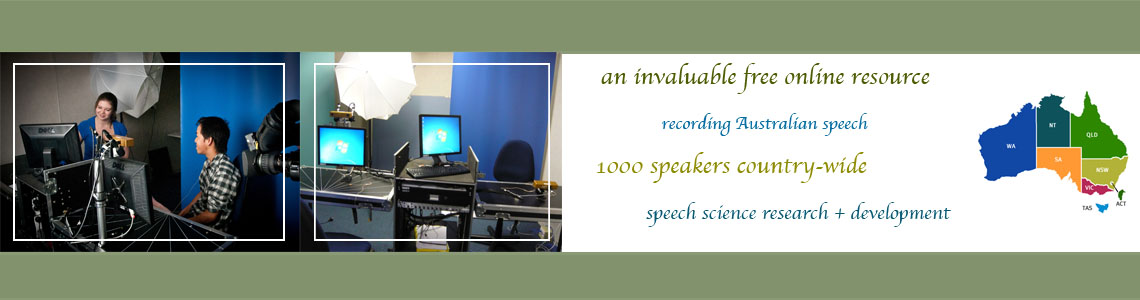 an invaluable free online resource
recording Australian speech
1000 speakers country-wide
speech science research + development
WA
NT
QLD
SA
NSW
VIC
TAS
ACT